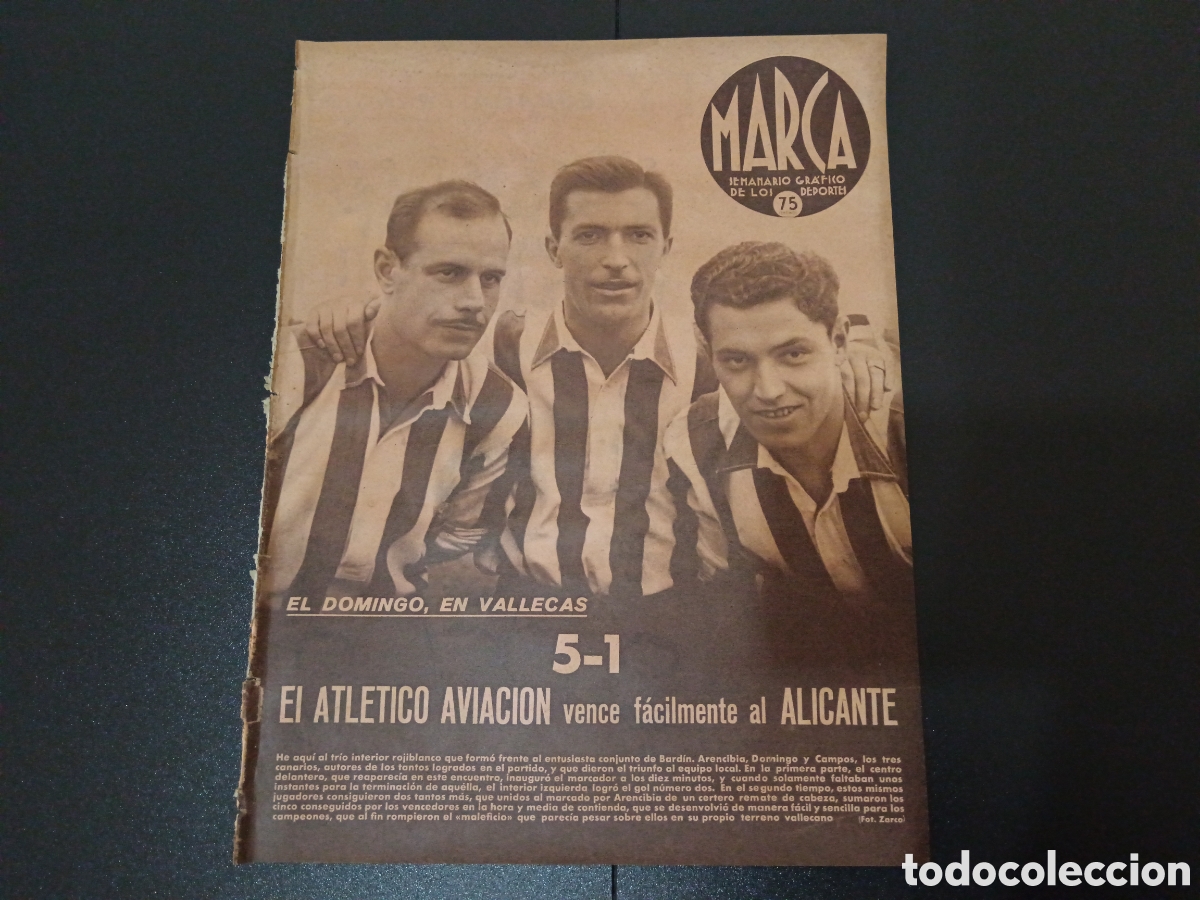 MARCA
SEMANARIO GRÁFICO
DE LOS DEPORTES
75
EL DOMINGO, EN VALLECAS
5-1
El ATLETICO AVIACION vence fácilmente al ALICANTE
He aquí al trío interior rojiblanco que formó frente al entusiasta conjunto de Bardín. Arencibia, Domingo y Campos, los tres
canarios, autores de los tantos logrados en el partido, y que dieron el triunfo al equipo local. En la primera parte, el centro
delantero, que reaparecía en este encuentro, inauguró el marcador a los diez minutos, y cuando solamente faltaban unos
instantes para la terminación de aquélla, el interior izquierda logró el gol número dos. En el segundo tiempo, estos mismos
jugadores consiguieron dos tantos más, que unidos al marcado por Arencibia de un certero remate de cabeza, sumaron los
cinco conseguidos por los vencedores en la hora y media de contienda, que se desenvolvió de manera fácil y sencilla para los
campeones, que al fin rompieron el «maleficio» que parecía pesar sobre ellos en su propio terreno vallecano (Fot. Zarco)
todocoleccion.net